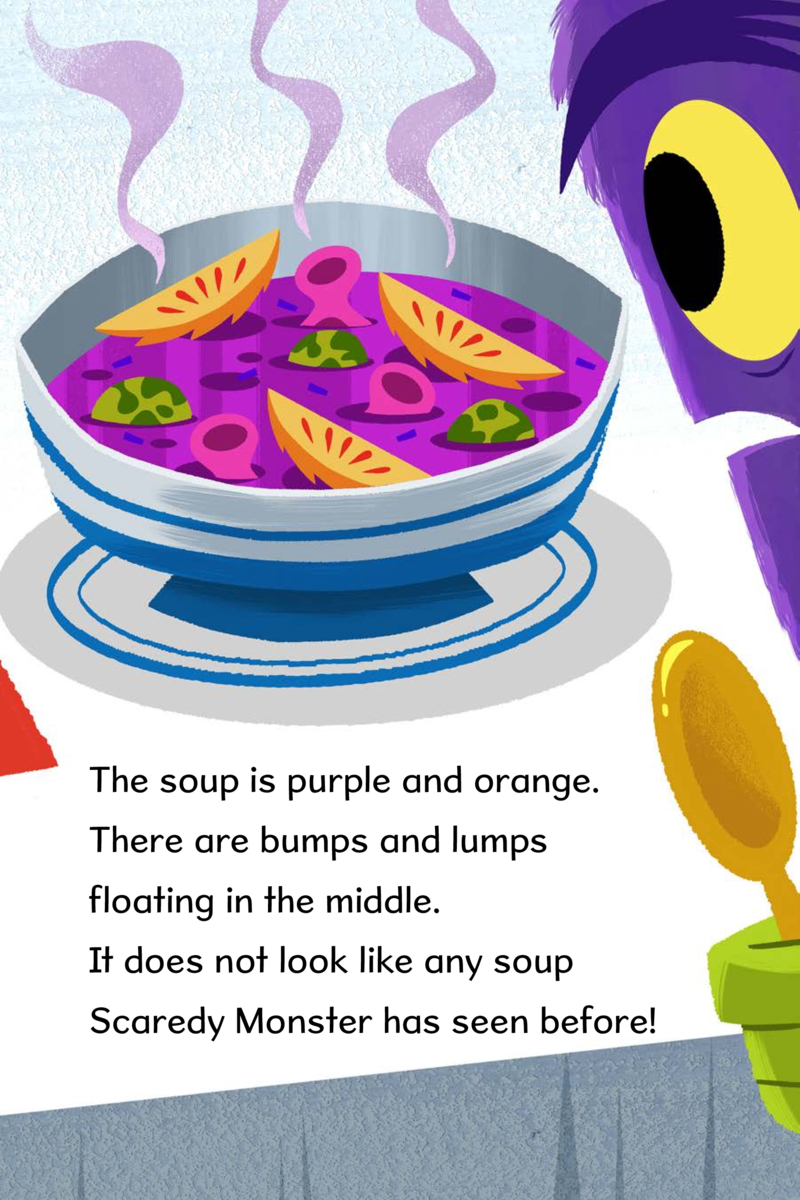 The soup is purple and orange.
There are bumps and lumps
floating in the middle.
It does not look like any soup
Scaredy Monster has seen before!